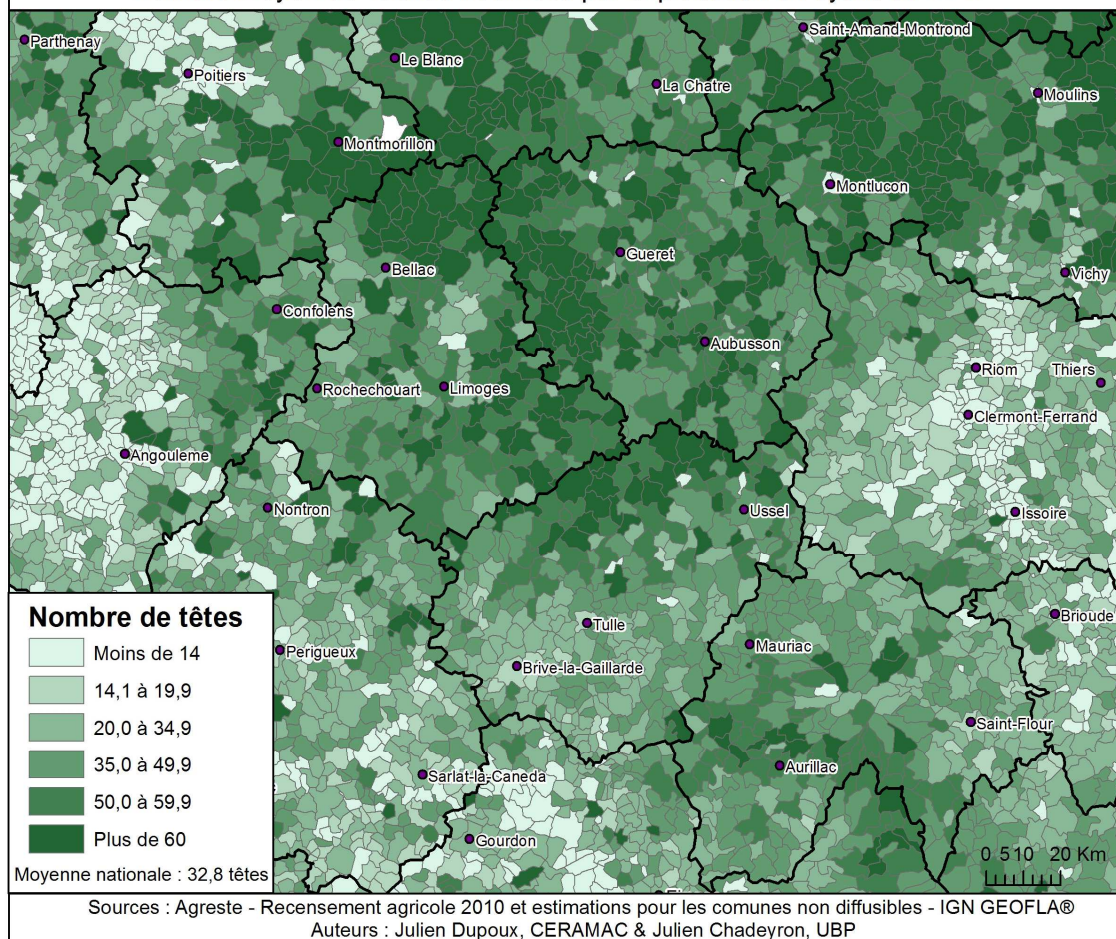 Parthenay
Saint-Amand-Montrond
Le Blanc
Poitiers
La Chatre
Moulins
Montmorillon
Montlucon
Gueret
Bellac
Vichy
Confolens
Aubusson
Riom
Thiers
Rochechouart
Limoges
Clermont-Ferrand
Angouleme
Nontron
Ussel
Issoire
Nombre de têtes
Moins de 14
14,1 à 19,9
20,0 à 34,9
35,0 à 49,9
50,0 à 59,9
Plus de 60
Moyenne nationale : 32,8 têtes
Tulle
Brioude
Perigueux
Mauriac
Brive-la-Gaillarde
Saint-Flour
Aurillac
Sarlat-la-Caneda
Gourdon
0 510 20 Km
Sources : Agreste - Recensement agricole 2010 et estimations pour les comunes non diffusibles - IGN GEOFLA®
Auteurs : Julien Dupoux, CERAMAC & Julien Chadeyron, UBP